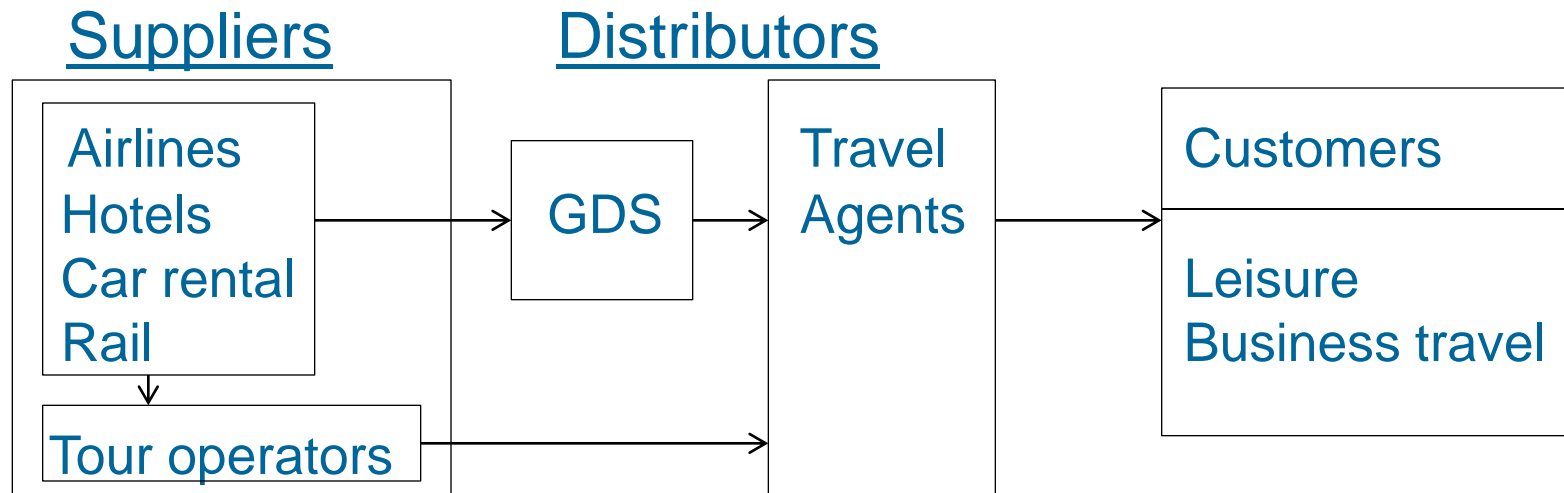 Suppliers
Distributors
Airlines
Hotels
Car rental
Rail
Tour operators
GDS
Travel
Agents
Customers
Leisure
Business travel